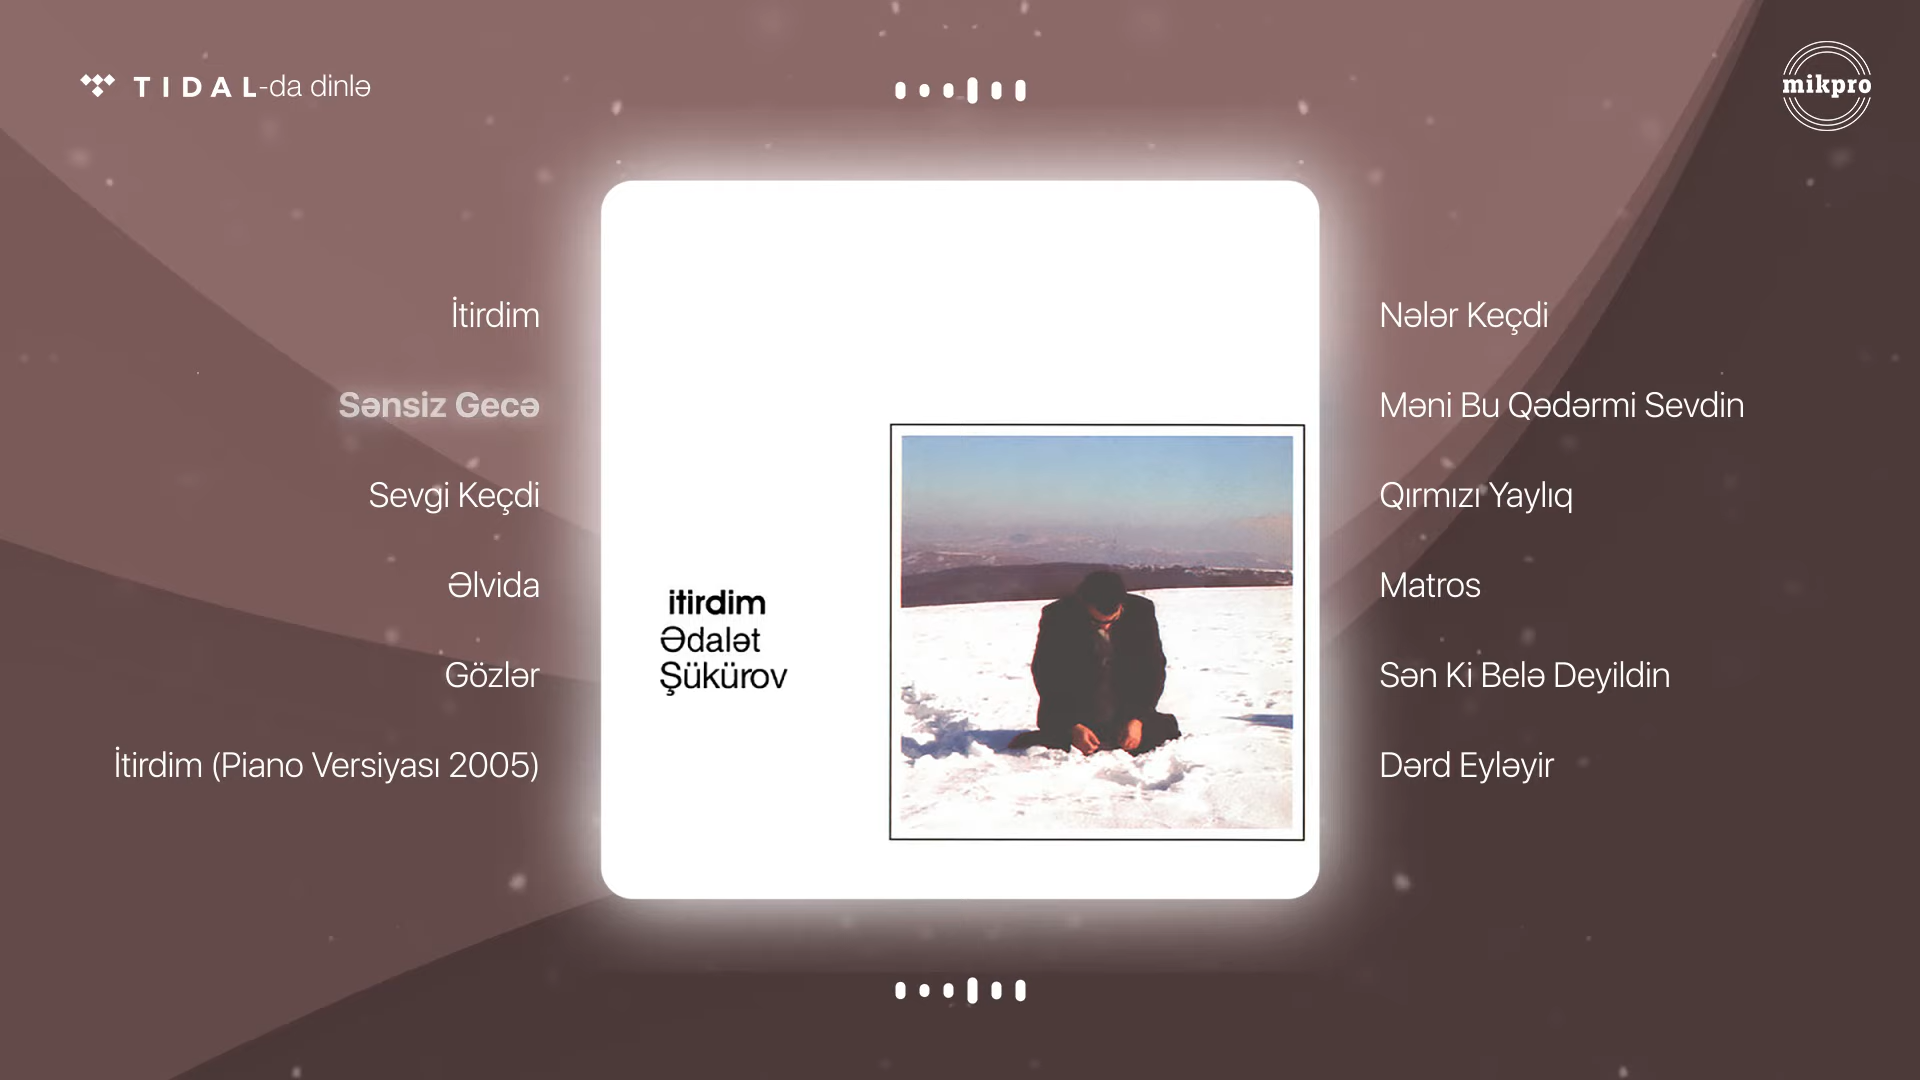 TIDAL-da dinlə
mikpro
İtirdim
Sənsiz Gecə
Sevgi Keçdi
Əlvida
Gözlər
İtirdim (Piano Versiyası 2005)
itirdim
Ədalət
Şükürov
Nələr Keçdi
Məni Bu Qədərmi Sevdin
Qırmızı Yaylıq
Matros
Sən Ki Belə Deyildin
Dərd Eyləyir